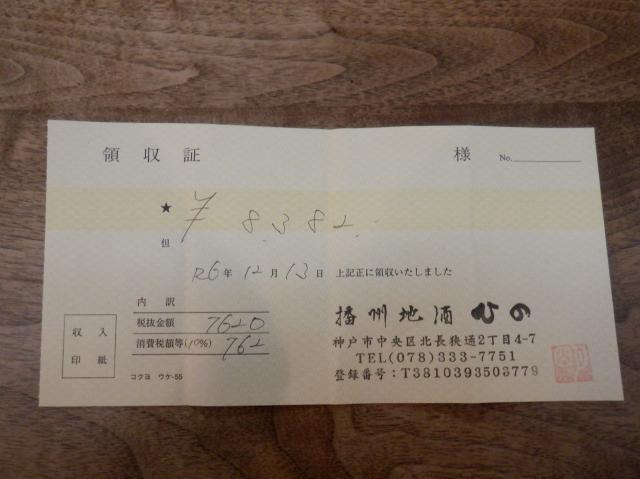 領収証 様 No.
★ ¥8,382.
但
R6年12月13日 上記正に領収いたしました
内訳
税抜金額 7620
消費税額等(10%) 762
収入
印紙
コクヨ ウケ-55
播州地酒 ひの
神戸市中央区北長狭通2丁目4-7
TEL(078)333-7751
登録番号:T3810393503779